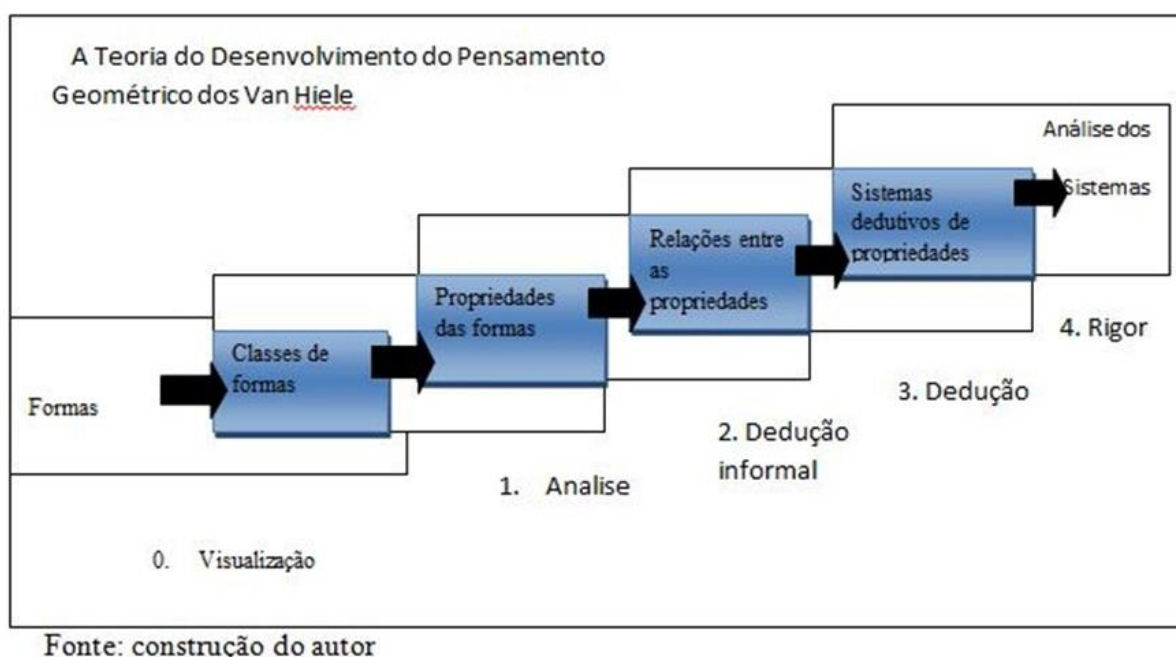 A Teoria do Desenvolvimento do Pensamento
Geométrico dos Van Hiele
Formas
Classes de
formas
Propriedades
das formas
Relações entre
as
propriedades
Sistemas
dedutivos de
propriedades
Análise dos
Sistemas
0. Visualização
1. Analise
2. Dedução
informal
3. Dedução
4. Rigor
Fonte: construção do autor